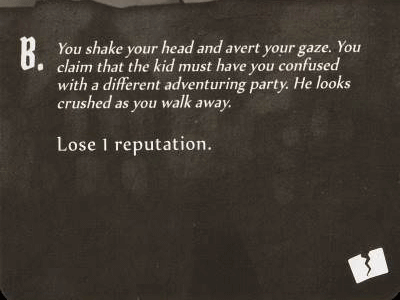 B. You shake your head and avert your gaze. You
claim that the kid must have you confused
with a different adventuring party. He looks
crushed as you walk away.
Lose 1 reputation.